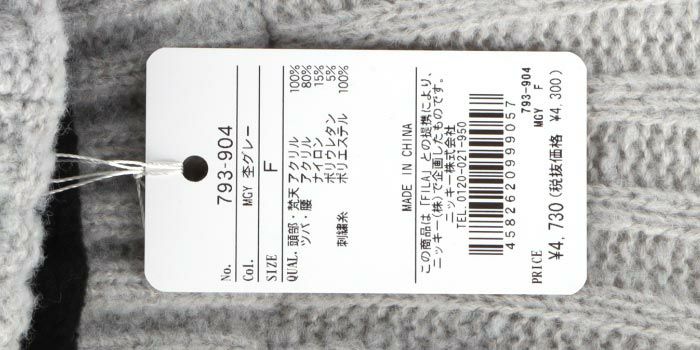 No. 793-904
Col. MGY 杢グレー
SIZE F
QUAL. 頭部・梵天 アクリル 100%
ツバ・腰 アクリル 80%
ナイロン 15%
ポリウレタン 5%
刺繍糸 ポリエステル 100%
MADE IN CHINA
この商品は、「FILA」との提携により、
ニッキー(株)で企画したものです。
ニッキー株式会社
TEL.0120-021-950
4582620999057
793-904
MGY F
PRICE ¥4,730(税抜価格 ¥4,300)